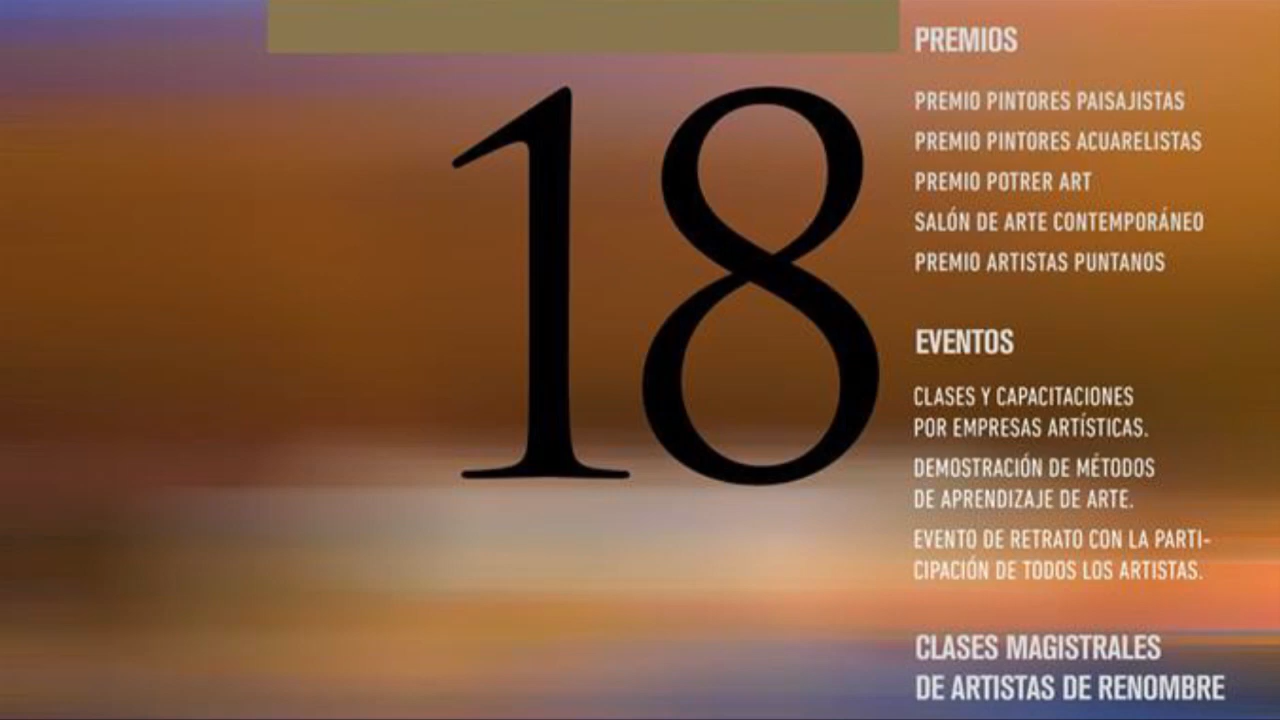 18
PREMIOS
PREMIO PINTORES PAISAJISTAS
PREMIO PINTORES ACUARELISTAS
PREMIO POTRER ART
SALÓN DE ARTE CONTEMPORÁNEO
PREMIO ARTISTAS PUNTANOS
EVENTOS
CLASES Y CAPACITACIONES
POR EMPRESAS ARTÍSTICAS.
DEMOSTRACIÓN DE MÉTODOS
DE APRENDIZAJE DE ARTE.
EVENTO DE RETRATO CON LA PARTI-
CIPACIÓN DE TODOS LOS ARTISTAS.
CLASES MAGISTRALES
DE ARTISTAS DE RENOMBRE